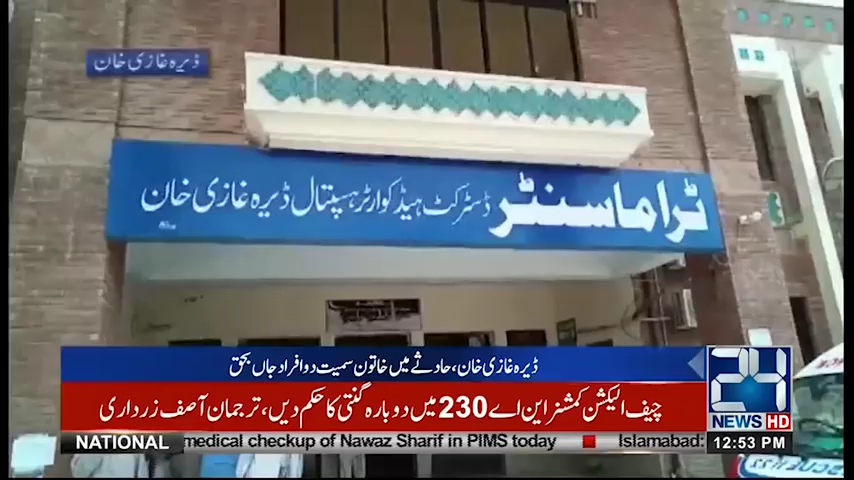 ڈیرہ غازی خان
ٹراما سنٹر ڈسٹرکٹ ہیڈ کوارٹر ہسپتال ڈیرہ غازی خان
ڈیرہ غازی خان، حادثے میں خاتون سمیت دو افراد جاں بحق
چیف الیکشن کمشنر این اے 230 میں دوبارہ گنتی کا حکم دیں، ترجمان آصف زرداری
24
NEWS HD
NATIONAL medical checkup of Nawaz Sharif in PIMS today Islamabad: 12:53 PM